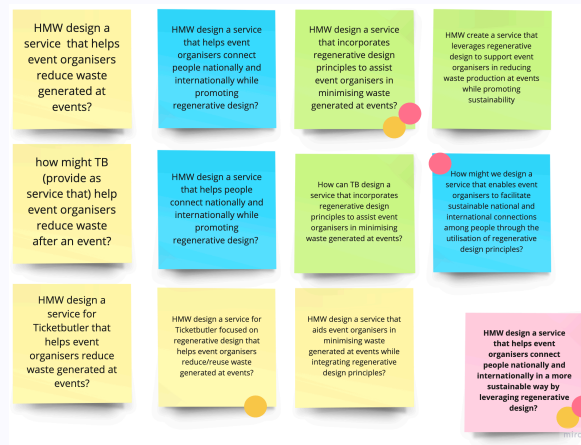 HMW design a
service that helps
event organisers
reduce waste
generated at
events?
HMW design a service
that helps event
organisers connect
people nationally and
internationally while
promoting
regenerative design?
HMW design a service
that incorporates
regenerative design
principles to assist
event organisers in
minimising waste
generated at events?
HMW create a service that
leverages regenerative
design to support event
organisers in reducing
waste production at events
while promoting
sustainability
how might TB
(provide as
service that) help
event organisers
reduce waste
after an event?
HMW design a service
that helps people
connect nationally and
internationally while
promoting
regenerative design?
How can TB design a
service that incorporates
regenerative design
principles to assist event
organisers in minimising
waste generated at events?
How might we design a
service that enables event
organisers to facilitate
sustainable national and
international connections
among people through the
utilisation of regenerative
design principles?
HMW design a
service for
Ticketbutler that
helps event
organisers reduce
waste generated at
events?
HMW design a service for
Ticketbutler focused on
regenerative design that
helps event organisers
reduce/reuse waste
generated at events?
HMW design a service that
aids event organisers in
minimising waste
generated at events while
integrating regenerative
design principles?
HMW design a service
that helps event
organisers connect
people nationally and
internationally in a more
sustainable way by
leveraging regenerative
design?
miro